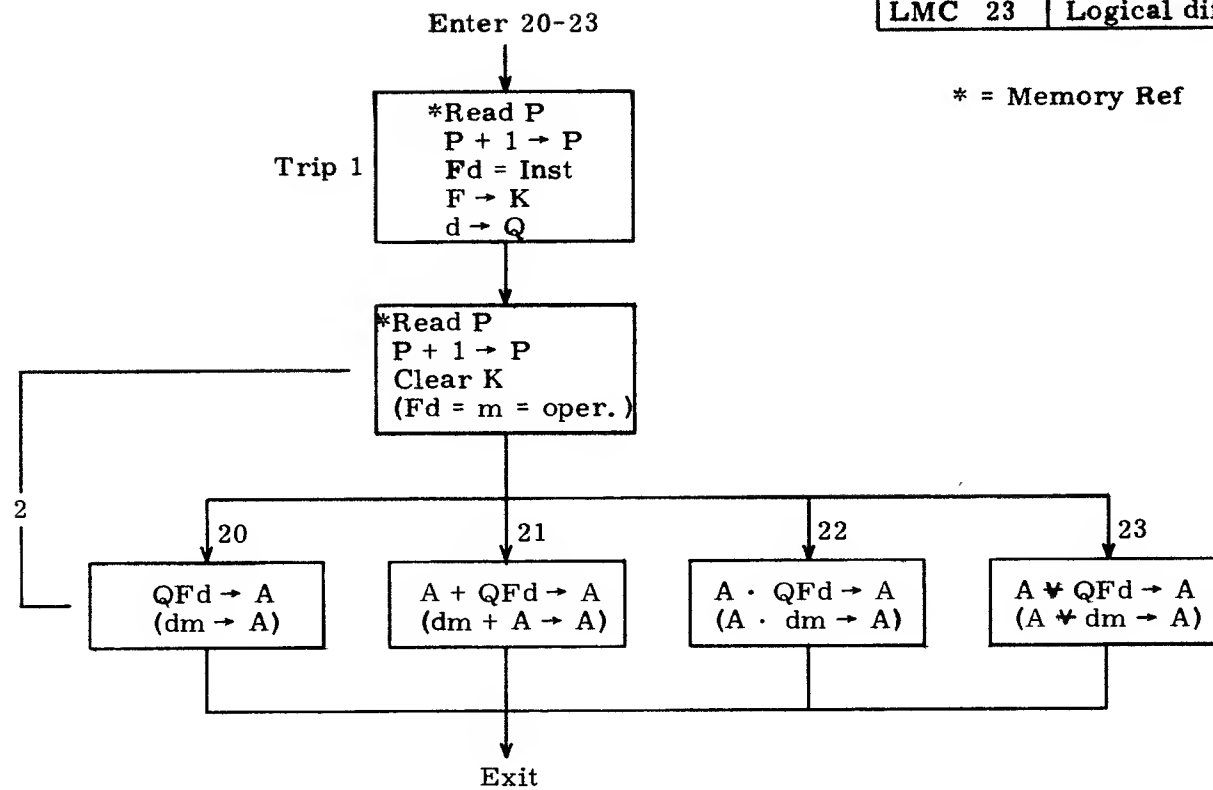 LMC 23 Logical
Enter 20-23
* = Memory Ref
Trip 1
*Read P
P + 1 → P
Fd = Inst
F → K
d → Q
*Read P
P + 1 → P
Clear K
(Fd = m = oper.)
2
20
21
22
23
QFd → A
(dm → A)
A + QFd → A
(dm + A → A)
A · QFd → A
(A · dm → A)
A ⊻ QFd → A
(A ⊻ dm → A)
Exit